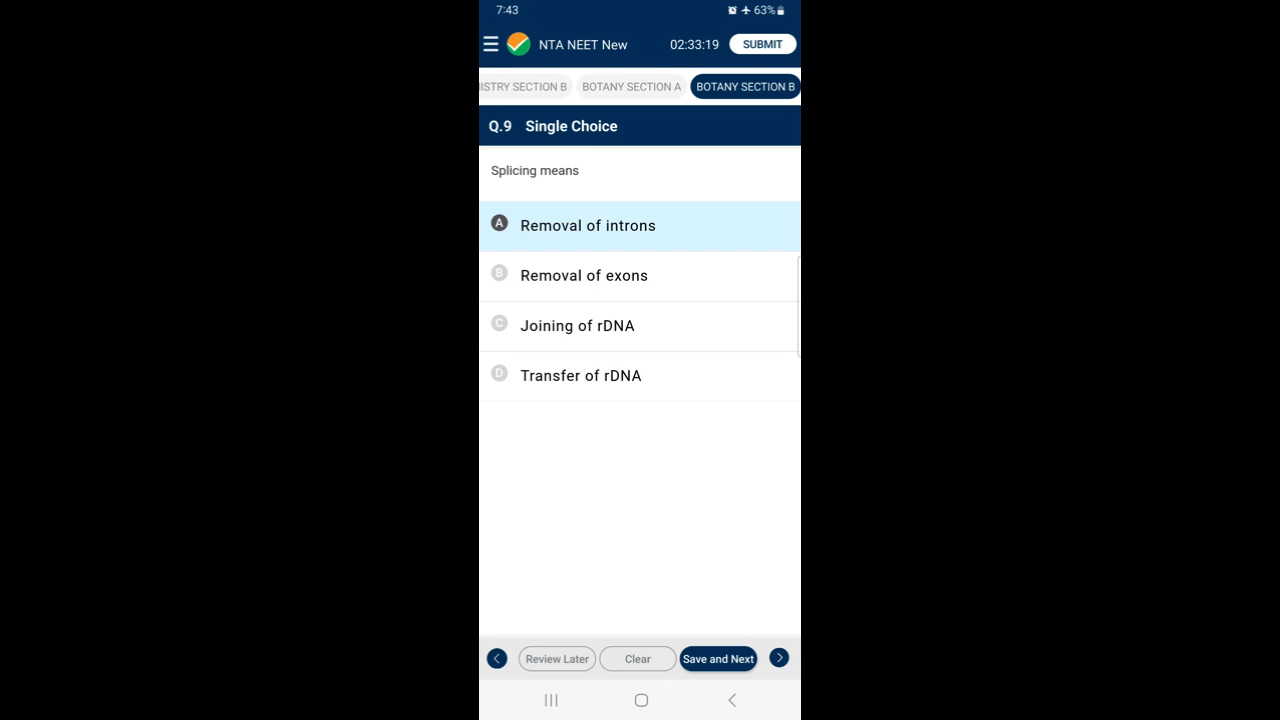 7:43 63%
NTA NEET New 02:33:19 SUBMIT
ISTRY SECTION B BOTANY SECTION A BOTANY SECTION B
Q.9 Single Choice
Splicing means
A Removal of introns
B Removal of exons
C Joining of rDNA
D Transfer of rDNA
Review Later Clear Save and Next